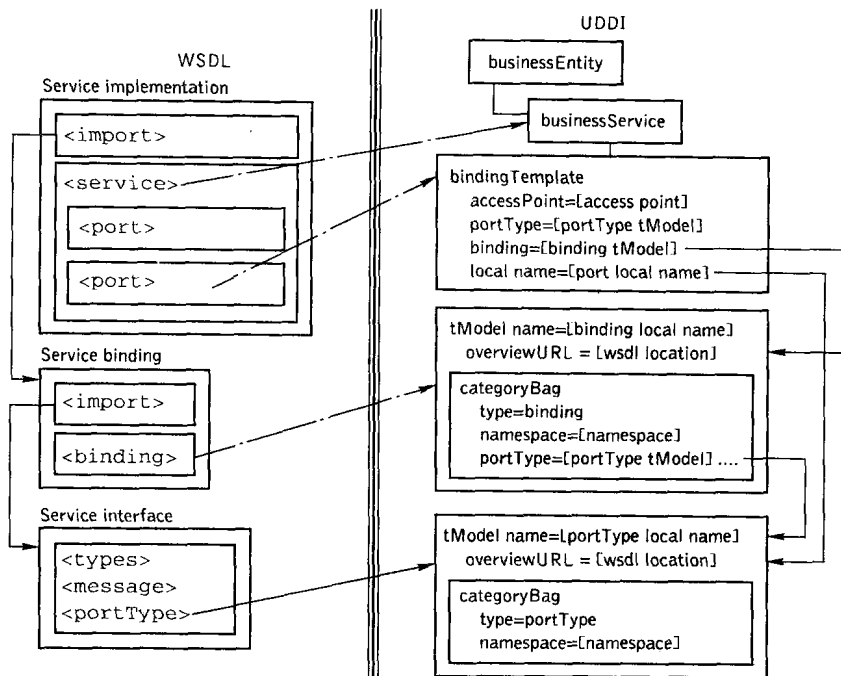 WSDL
Service implementation
<import>
<service>
<port>
<port>
Service binding
<import>
<binding>
Service interface
<types>
<message>
<portType>
UDDI
businessEntity
businessService
bindingTemplate
accessPoint=[access point]
portType=[portType tModel]
binding=[binding tModel]
local name=[port local name]
tModel name=[binding local name]
overviewURL = [wsdl location]
categoryBag
type=binding
namespace=[namespace]
portType=[portType tModel] ....
tModel name=[portType local name]
overviewURL = [wsdl location]
categoryBag
type=portType
namespace=[namespace]